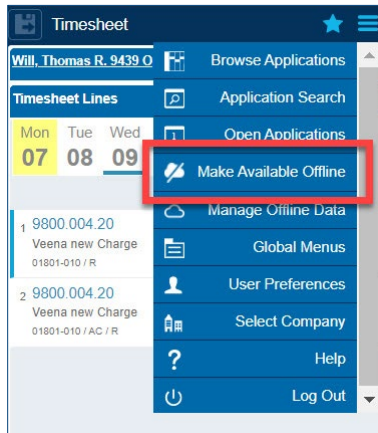 Timesheet
Will, Thomas R. 9439 O
Timesheet Lines
Mon Tue Wed
07 08 09
1 9800.004.20
Veena new Charge
01801-010 / R
2 9800.004.20
Veena new Charge
01801-010 / AC / R
Browse Applications
Application Search
Open Applications
Make Available Offline
Manage Offline Data
Global Menus
User Preferences
Select Company
? Help
Log Out